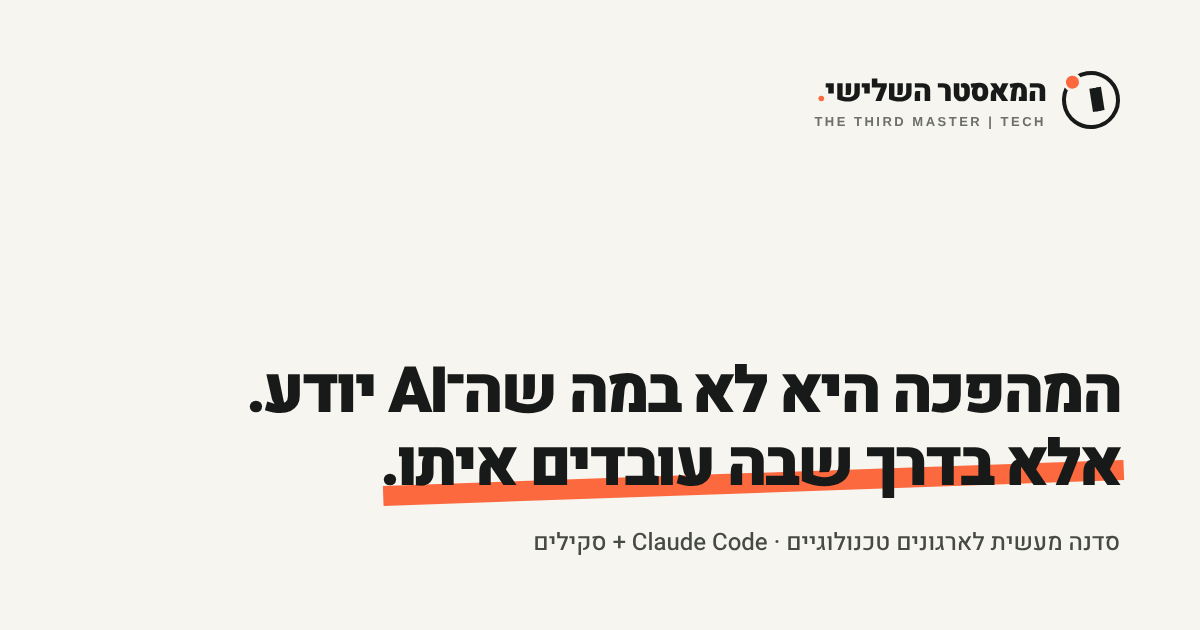 המאסטר השלישי.
THE THIRD MASTER | TECH
המהפכה היא לא במה שה־AI יודע.
אלא בדרך שבה עובדים איתו.
סדנה מעשית לארגונים טכנולוגיים · Claude Code + סקילים